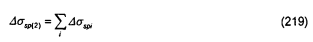 Δσsp(2) = ∑i Δσspi (219)